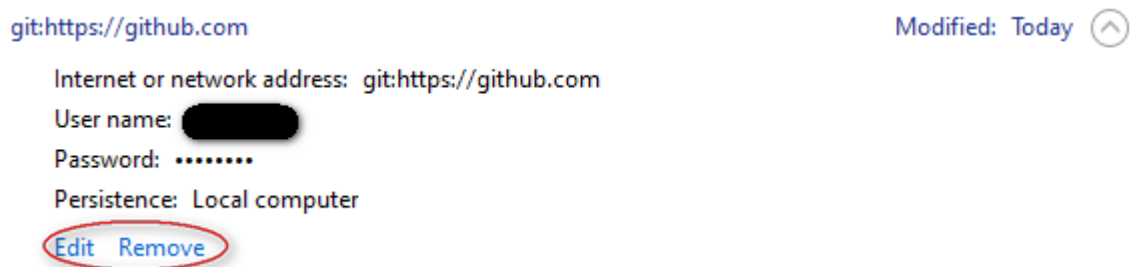 git:https://github.com Modified: Today
Internet or network address: git:https://github.com
User name:
Password: ••••••••
Persistence: Local computer
Edit Remove